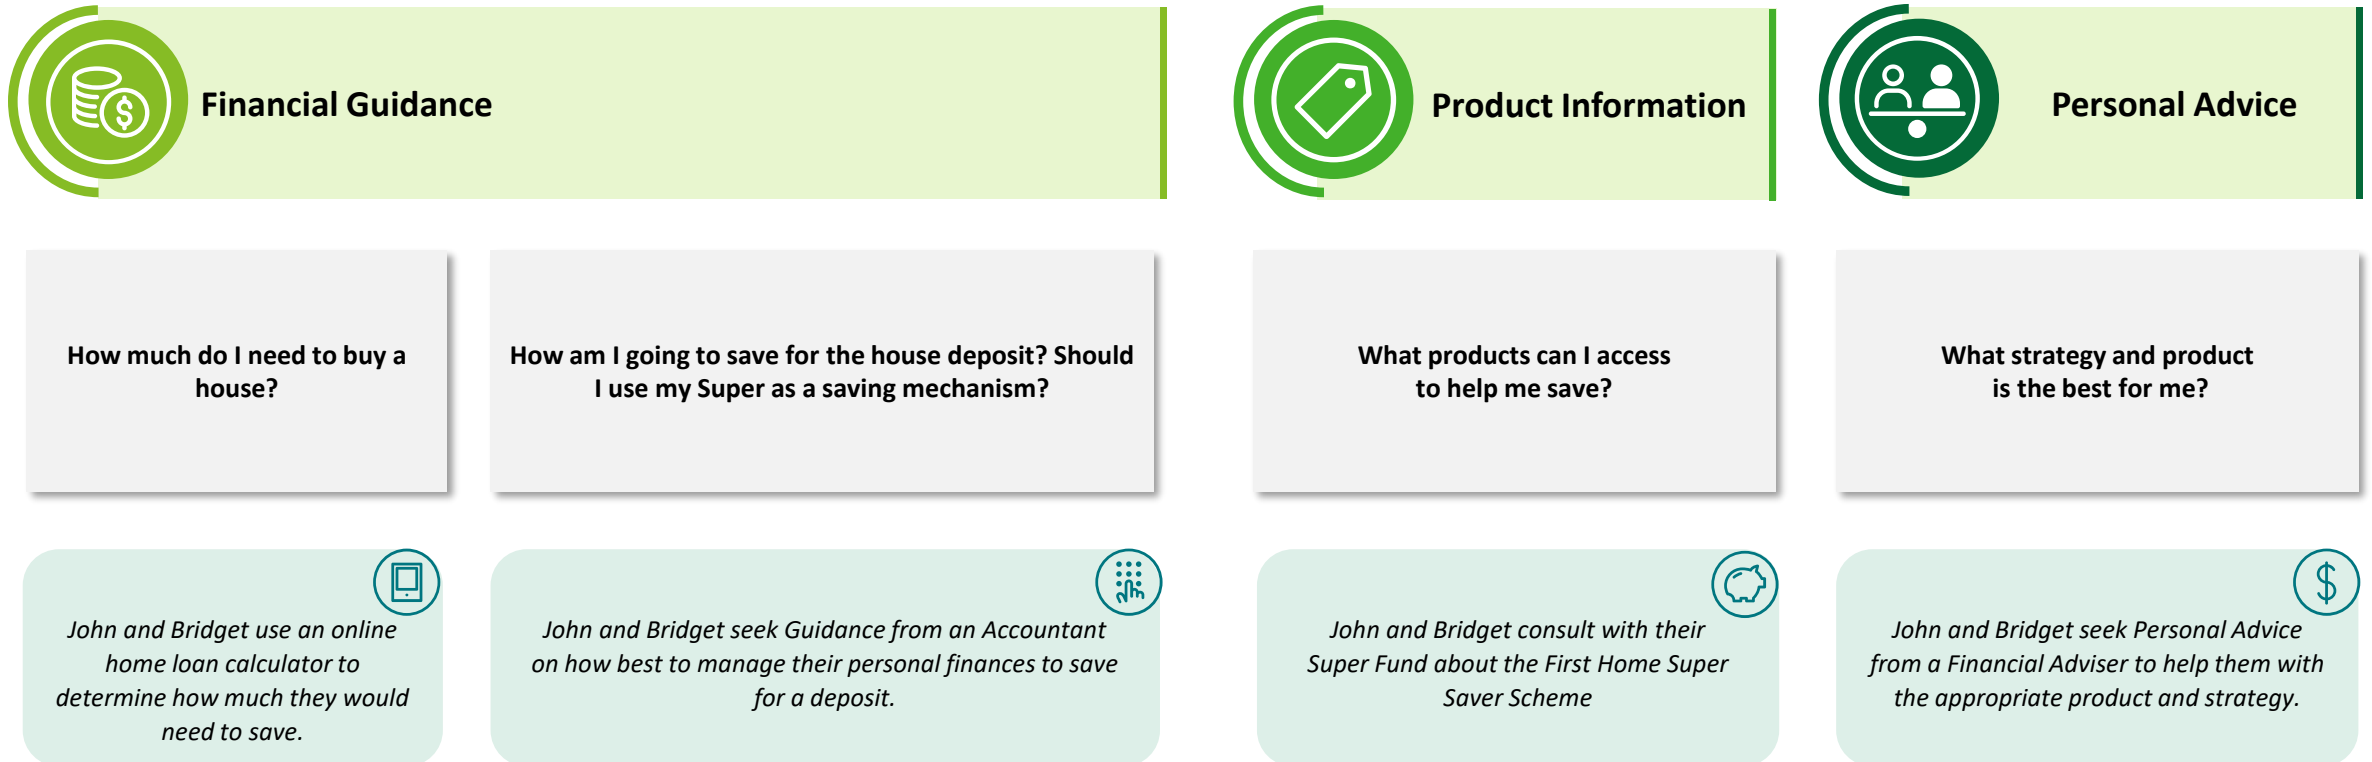 Financial Guidance
Product Information
Personal Advice
How much do I need to buy a
house?
How am I going to save for the house deposit? Should
I use my Super as a saving mechanism?
What products can I access
to help me save?
What strategy and product
is the best for me?
John and Bridget use an online
home loan calculator to
determine how much they would
need to save.
John and Bridget seek Guidance from an Accountant
on how best to manage their personal finances to save
for a deposit.
John and Bridget consult with their
Super Fund about the First Home Super
Saver Scheme
John and Bridget seek Personal Advice
from a Financial Adviser to help them with
the appropriate product and strategy.